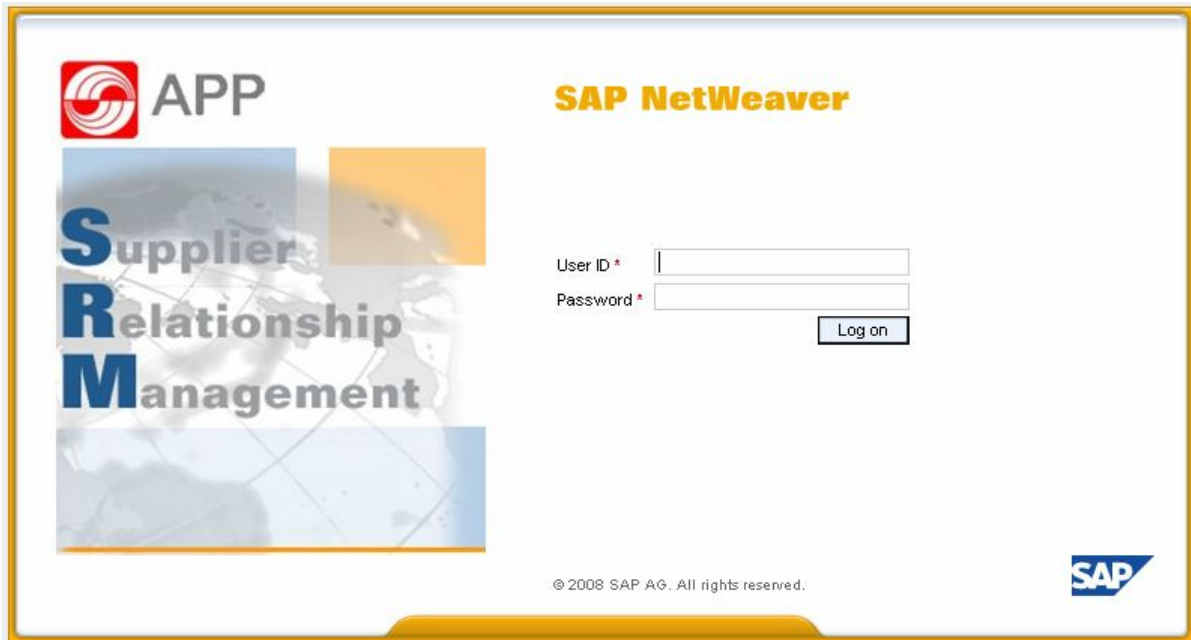 APP
SAP NetWeaver
Supplier
Relationship
Management
User ID *
Password *
Log on
© 2008 SAP AG. All rights reserved.
SAP